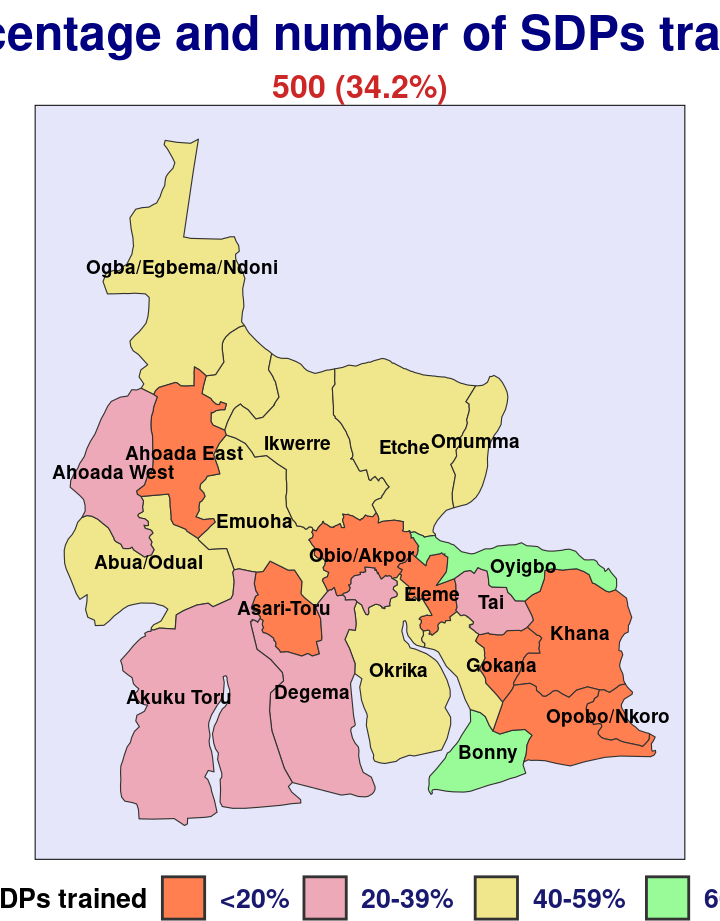 centage and number of SDPs tra
500 (34.2%)
Ogba/Egbema/Ndoni
Ikwerre
Etche
Omumma
Ahoada East
Ahoada West
Emuoha
Obio/Akpor
Abua/Odual
Oyigbo
Eleme
Tai
Asari-Toru
Khana
Gokana
Okrika
Akuku Toru
Degema
Opobo/Nkoro
Bonny
DPs trained <20% 20-39% 40-59% 6